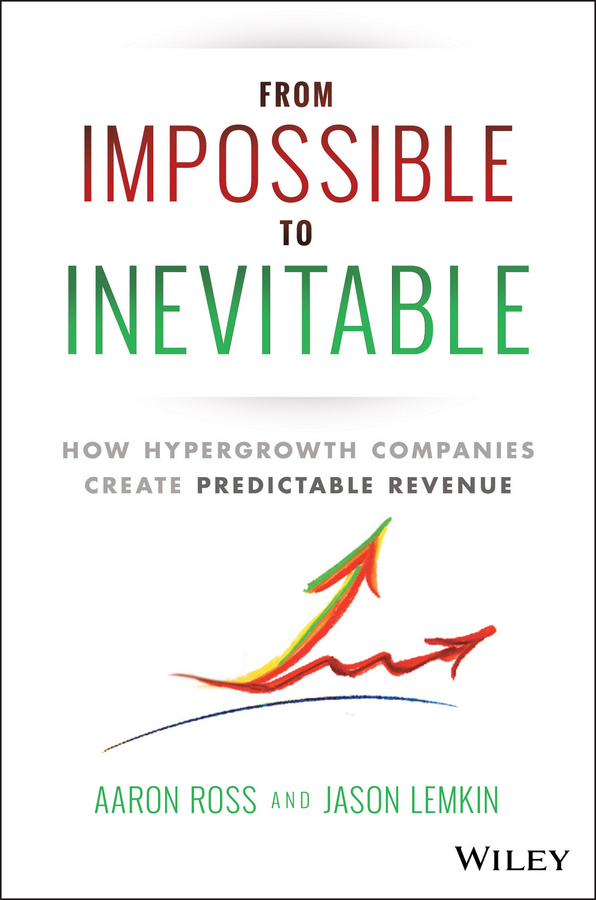 FROM
IMPOSSIBLE
TO
INEVITABLE
HOW HYPERGROWTH COMPANIES
CREATE PREDICTABLE REVENUE
AARON ROSS AND JASON LEMKIN
WILEY